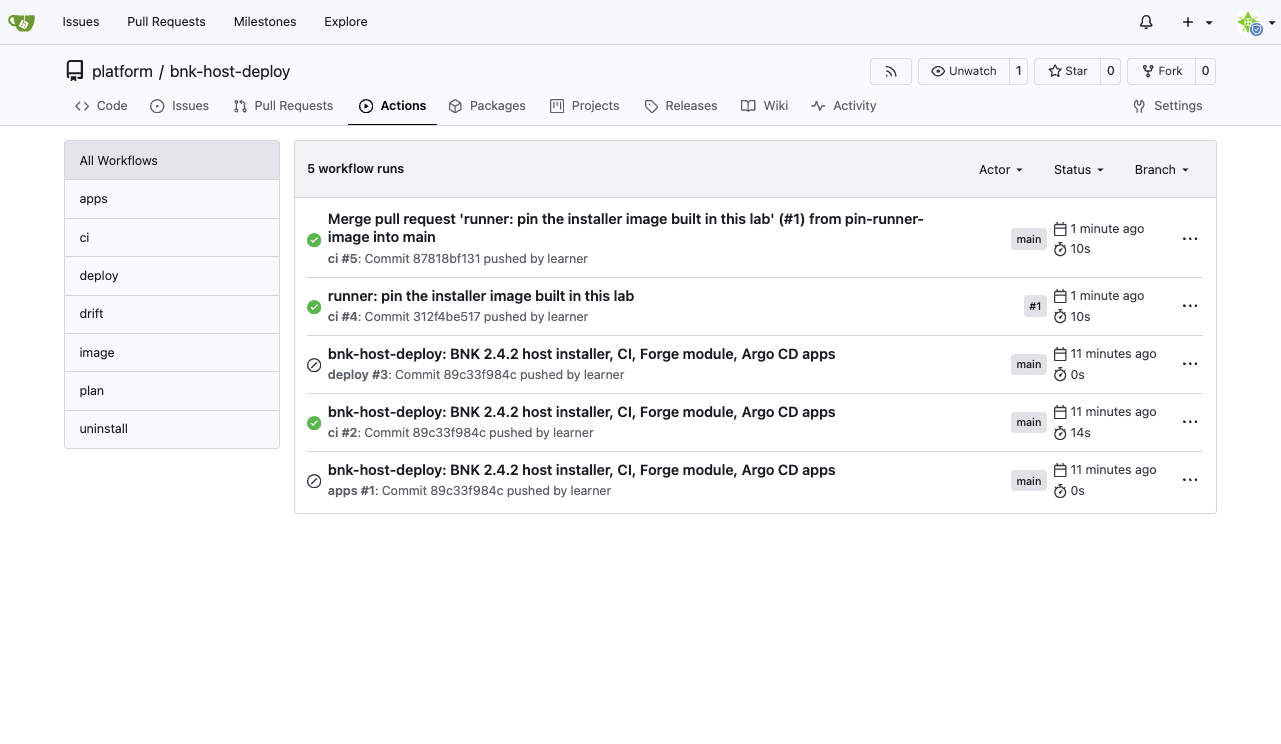 Issues Pull Requests Milestones Explore
platform / bnk-host-deploy
Unwatch 1 Star 0 Fork 0
Code Issues Pull Requests Actions Packages Projects Releases Wiki Activity Settings
All Workflows
apps
ci
deploy
drift
image
plan
uninstall
5 workflow runs
Actor Status Branch
Merge pull request 'runner: pin the installer image built in this lab' (#1) from pin-runner-
image into main
ci #5: Commit 87818bf131 pushed by learner
main
1 minute ago
10s
runner: pin the installer image built in this lab
ci #4: Commit 312f4be517 pushed by learner
#1
1 minute ago
10s
bnk-host-deploy: BNK 2.4.2 host installer, CI, Forge module, Argo CD apps
deploy #3: Commit 89c33f984c pushed by learner
main
11 minutes ago
0s
bnk-host-deploy: BNK 2.4.2 host installer, CI, Forge module, Argo CD apps
ci #2: Commit 89c33f984c pushed by learner
main
11 minutes ago
14s
bnk-host-deploy: BNK 2.4.2 host installer, CI, Forge module, Argo CD apps
apps #1: Commit 89c33f984c pushed by learner
main
11 minutes ago
0s